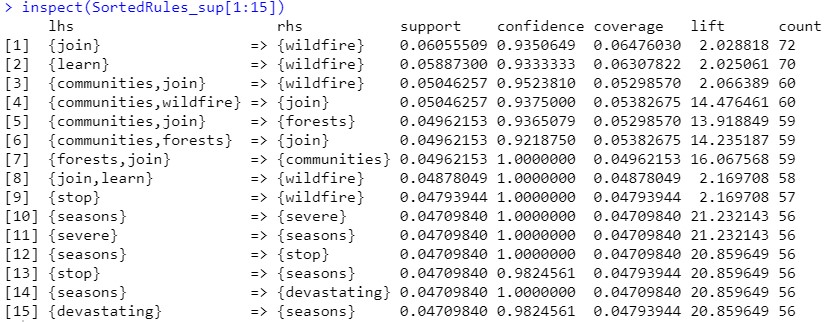 > inspect(SortedRules_sup[1:15])
     lhs                       rhs           support    confidence coverage   lift      count
[1]  {join}                 => {wildfire}    0.06055509 0.9350649  0.06476030  2.028818 72
[2]  {learn}                => {wildfire}    0.05887300 0.9333333  0.06307822  2.025061 70
[3]  {communities,join}     => {wildfire}    0.05046257 0.9523810  0.05298570  2.066389 60
[4]  {communities,wildfire} => {join}        0.05046257 0.9375000  0.05382675 14.476461 60
[5]  {communities,join}     => {forests}     0.04962153 0.9365079  0.05298570 13.918849 59
[6]  {communities,forests}  => {join}        0.04962153 0.9218750  0.05382675 14.235187 59
[7]  {forests,join}         => {communities} 0.04962153 1.0000000  0.04962153 16.067568 59
[8]  {join,learn}           => {wildfire}    0.04878049 1.0000000  0.04878049  2.169708 58
[9]  {stop}                 => {wildfire}    0.04793944 1.0000000  0.04793944  2.169708 57
[10] {seasons}              => {severe}      0.04709840 1.0000000  0.04709840 21.232143 56
[11] {severe}               => {seasons}     0.04709840 1.0000000  0.04709840 21.232143 56
[12] {seasons}              => {stop}        0.04709840 1.0000000  0.04709840 20.859649 56
[13] {stop}                 => {seasons}     0.04709840 0.9824561  0.04793944 20.859649 56
[14] {seasons}              => {devastating} 0.04709840 1.0000000  0.04709840 20.859649 56
[15] {devastating}          => {seasons}     0.04709840 0.9824561  0.04793944 20.859649 56